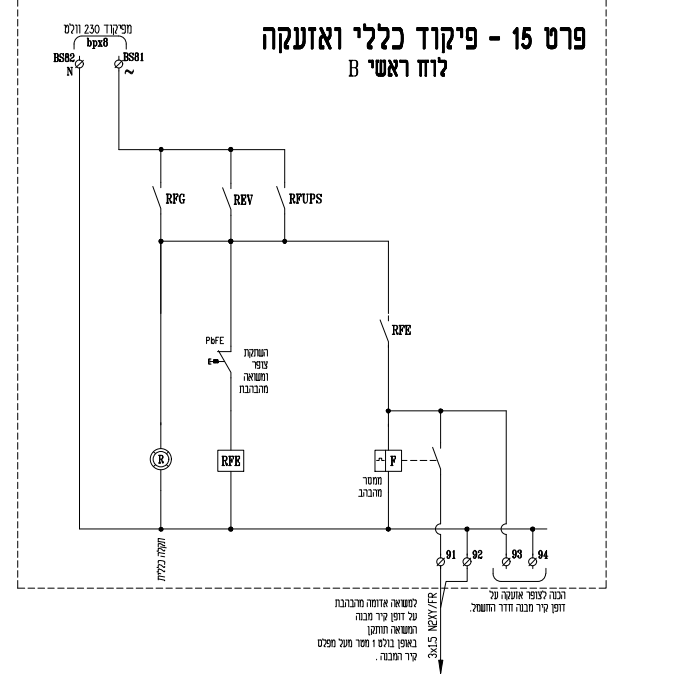 פרט 15 - פיקוד כללי ואזעקה
לוח ראשי B
מפיקוד 230 וולט
bpx8
BS82
BS81
N
~
RFG
REV
RFUPS
RFE
PbFE
השתקת
צופר
ומשואה
מהבהבת
R
RFE
F
ממסר
מהבהב
תקלה כללית
91
92
93
94
הכנה לצופר אזעקה על
דופן קיר מבנה חדר החשמל.
3x1.5 N2XY/FR
למשואה אדומה מהבהבת
על דופן קיר מבנה
המשואה תותקן
באופן בולט 1 מטר מעל מפלס
קיר המבנה .